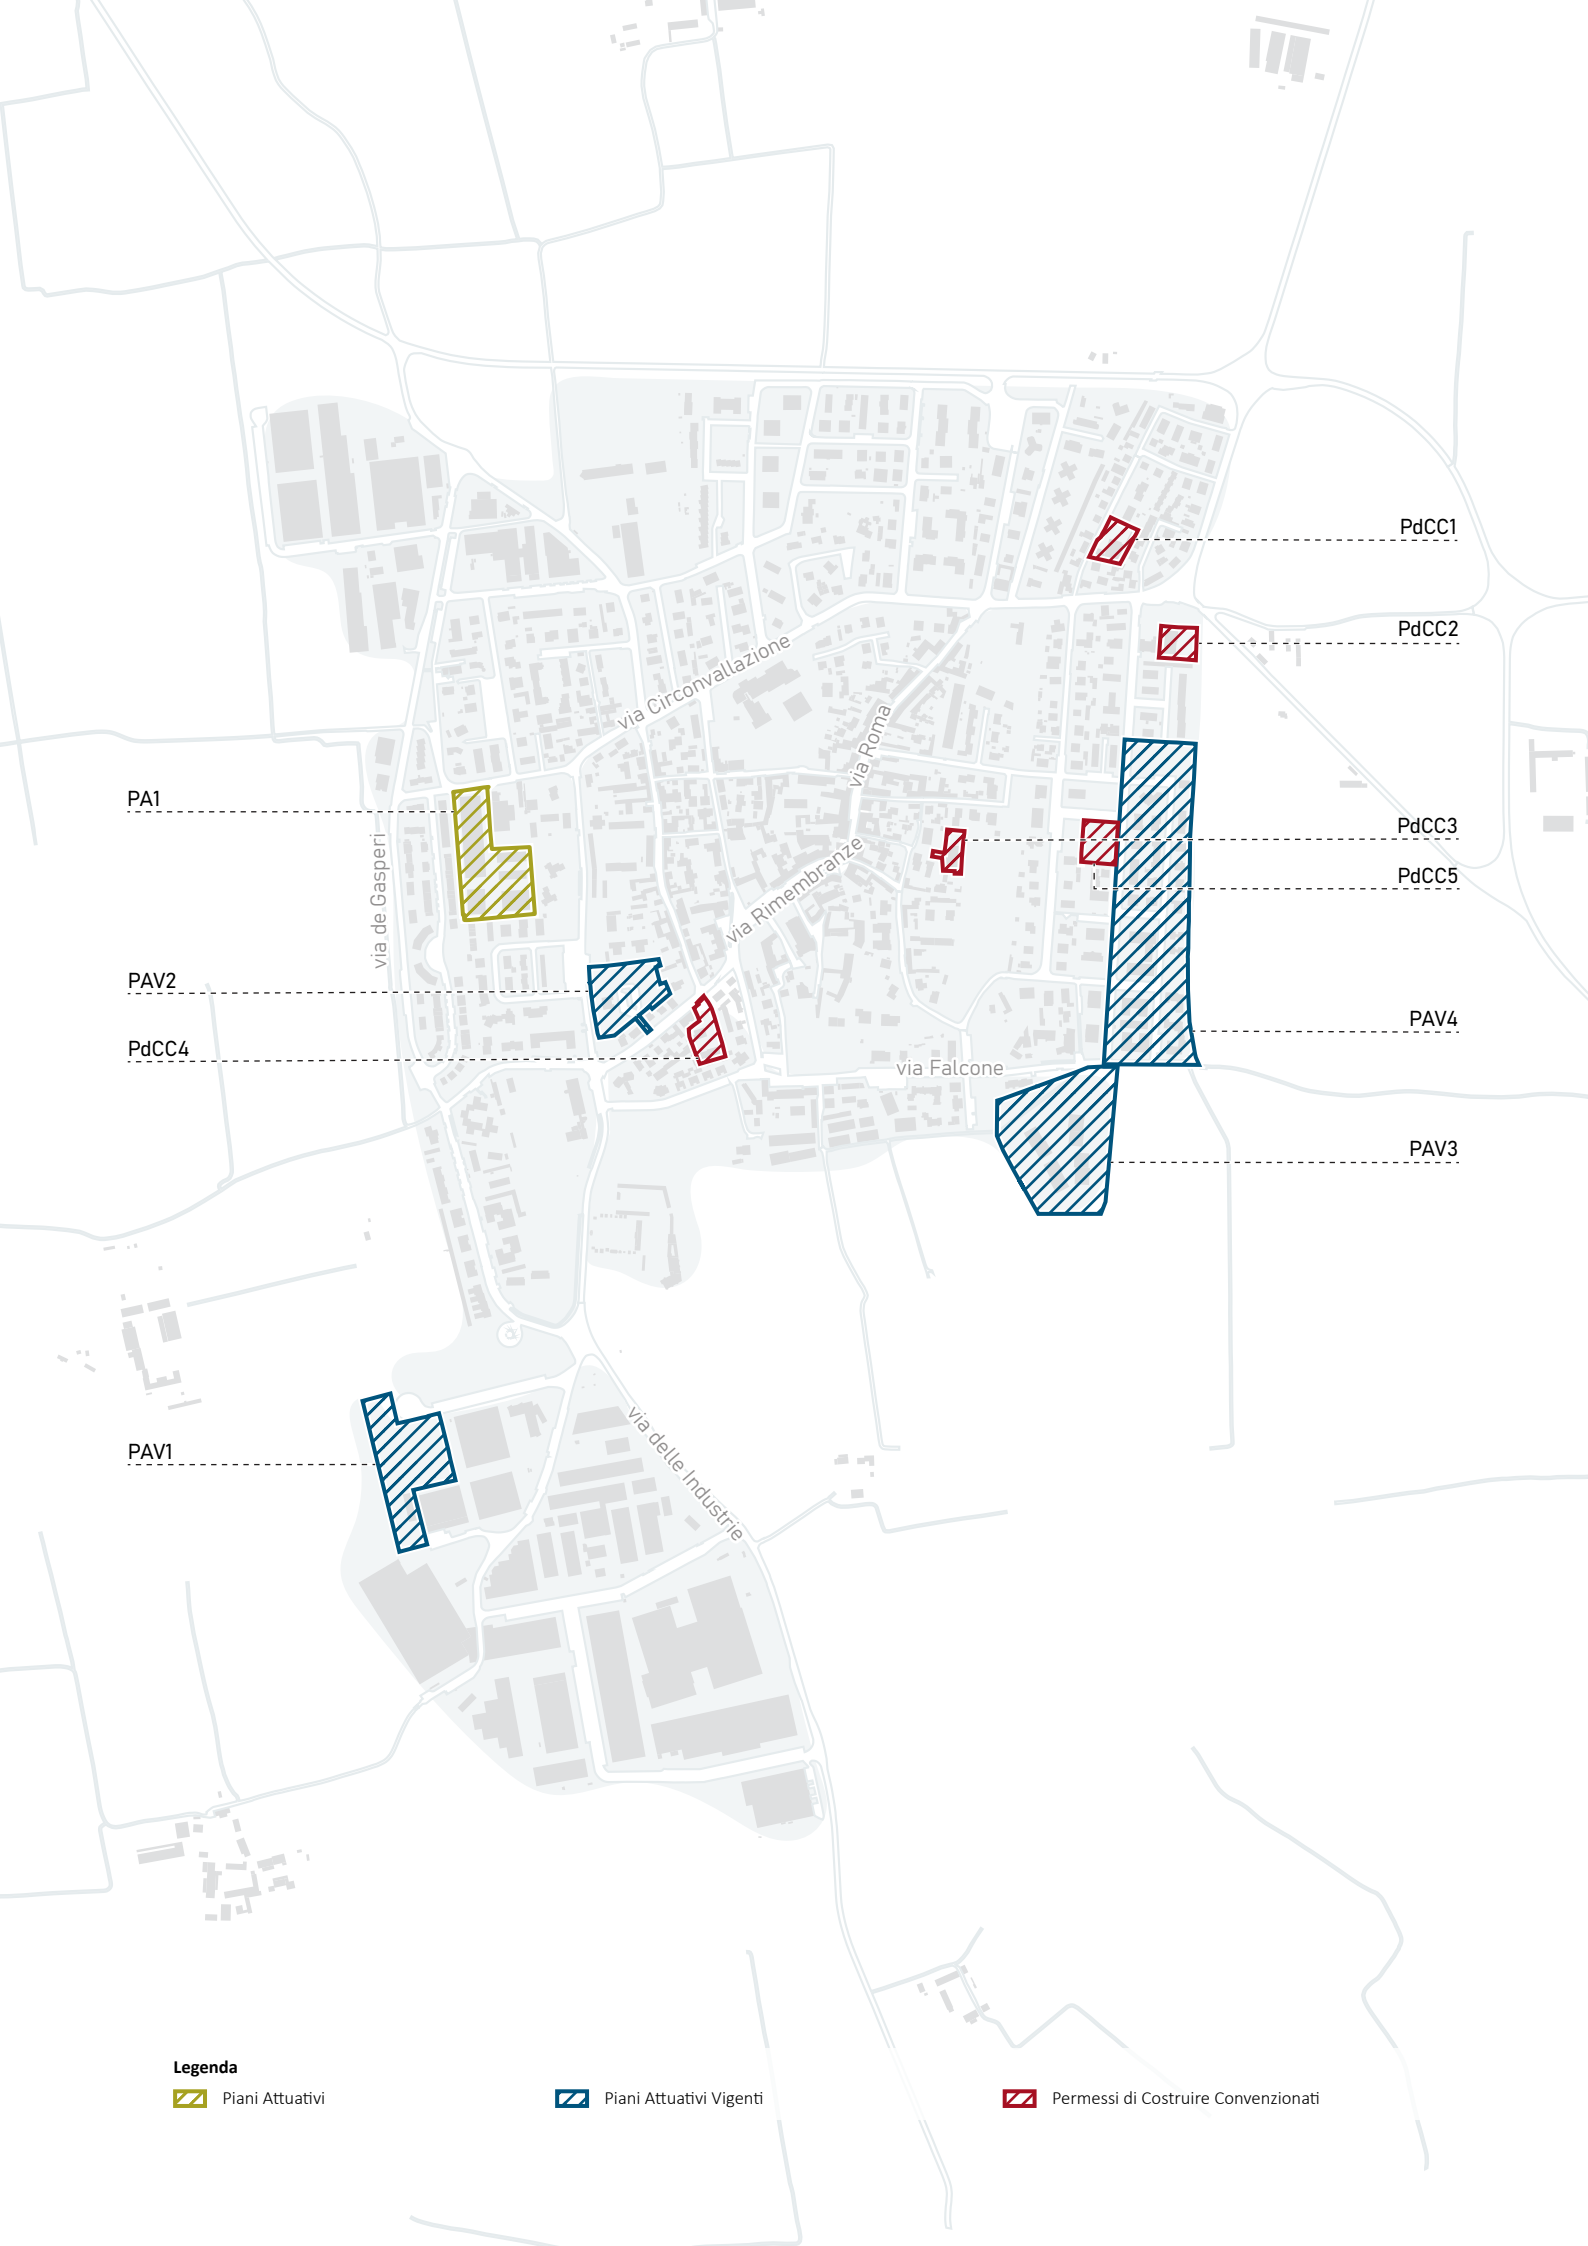 PdCC1
PdCC2
via Circonvallazione
via Roma
PA1
PdCC3
via de Gasperi
via Rimembranze
PdCC5
PAV2
PAV4
PdCC4
via Falcone
PAV3
PAV1
via delle Industrie
Legenda
Piani Attuativi
Piani Attuativi Vigenti
Permessi di Costruire Convenzionati